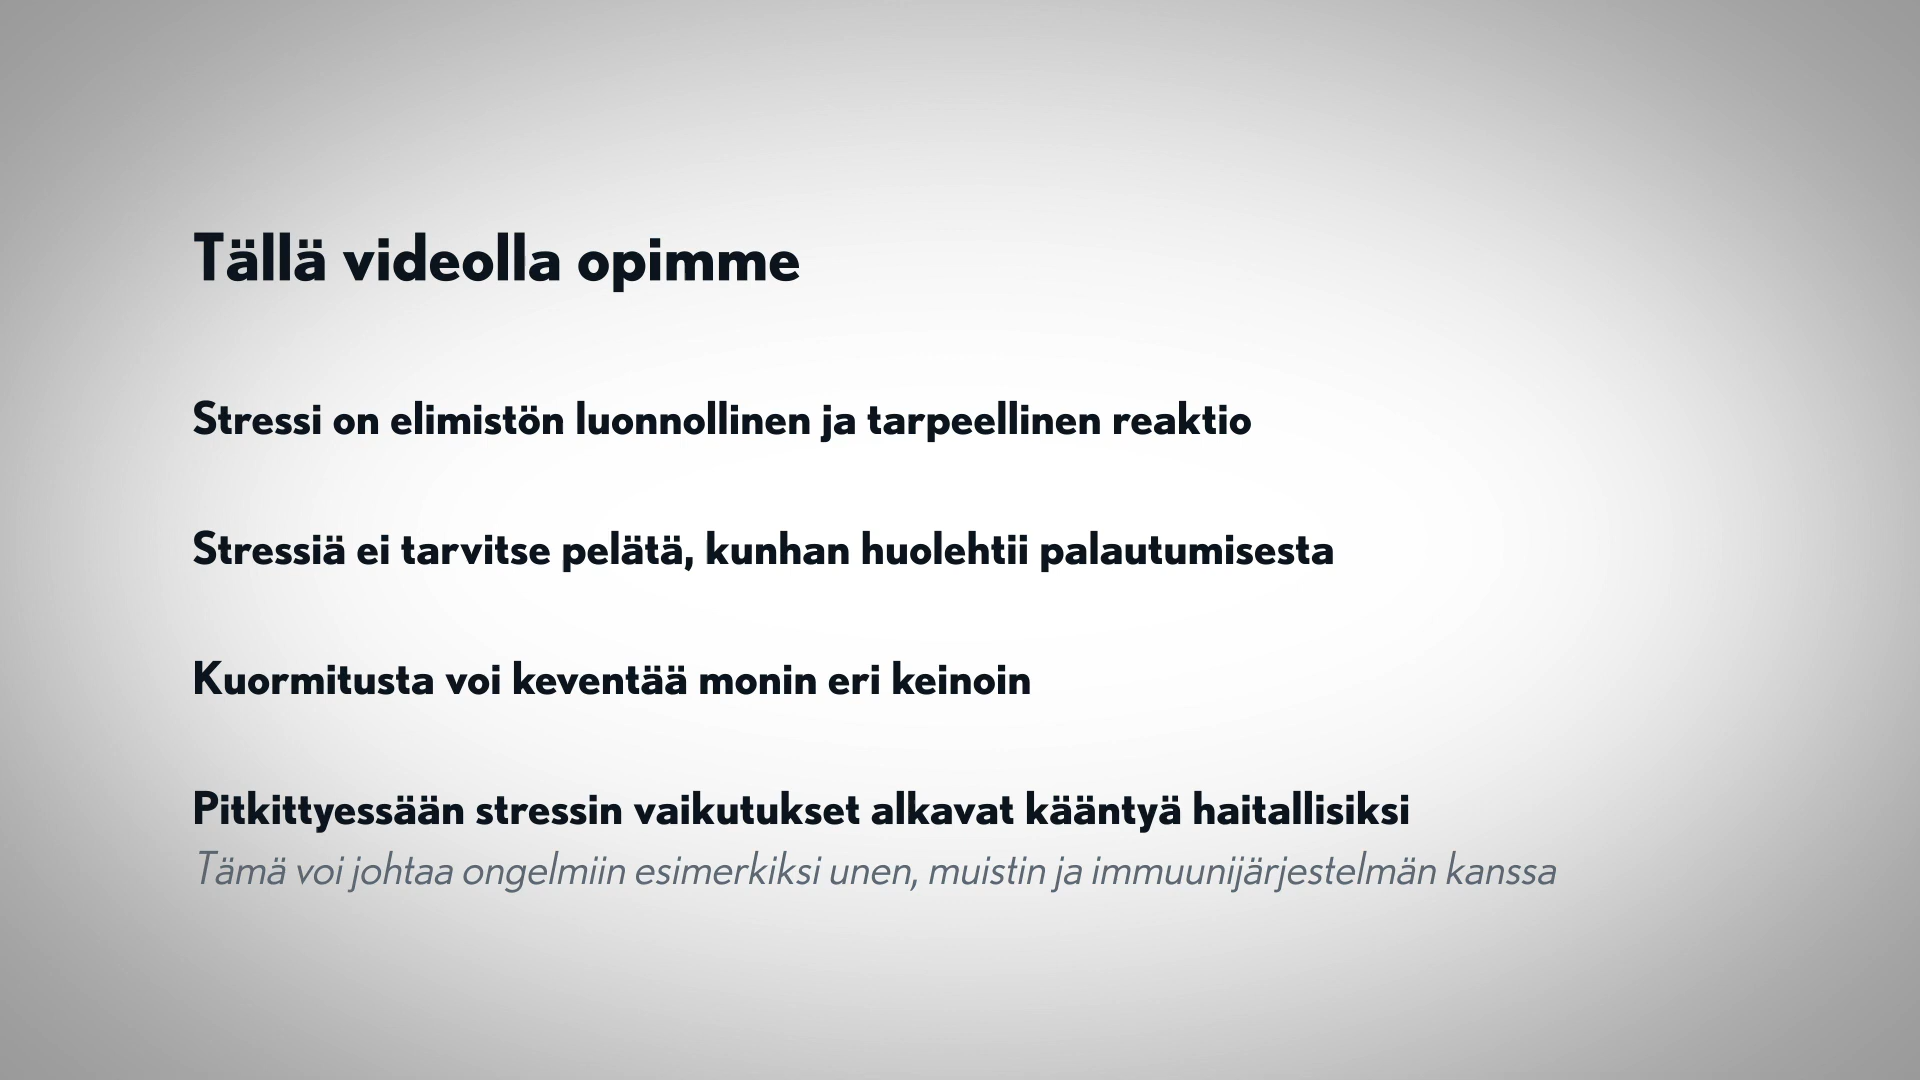 Tällä videolla opimme
Stressi on elimistön luonnollinen ja tarpeellinen reaktio
Stressiä ei tarvitse pelätä, kunhan huolehtii palautumisesta
Kuormitusta voi keventää monin eri keinoin
Pitkittyessään stressin vaikutukset alkavat kääntyä haitallisiksi
Tämä voi johtaa ongelmiin esimerkiksi unen, muistin ja immuunijärjestelmän kanssa